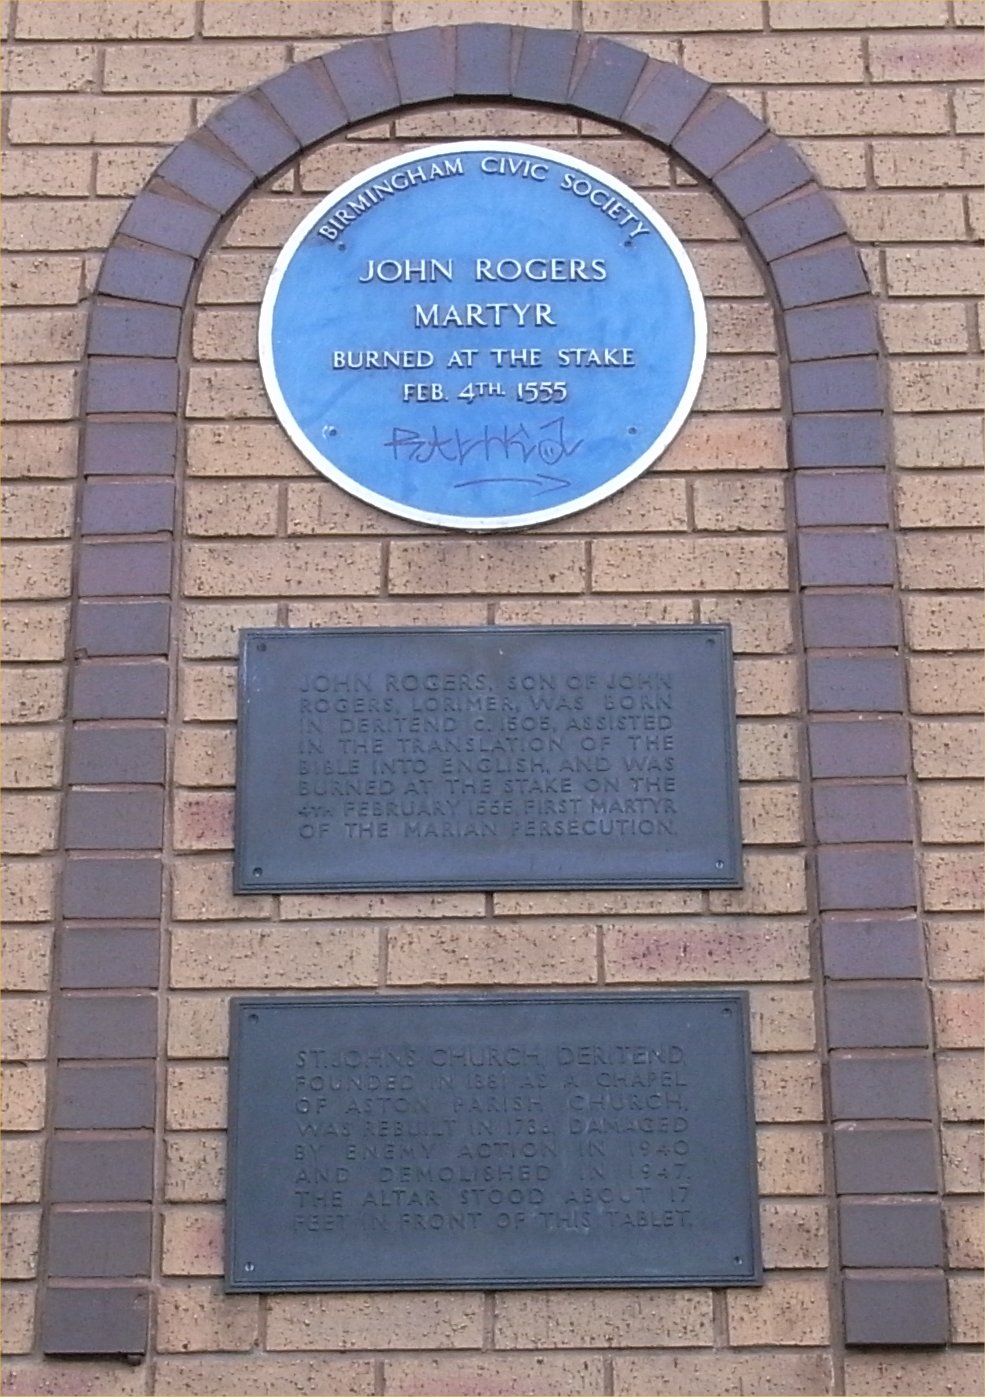 BIRMINGHAM CIVIC SOCIETY
JOHN ROGERS
MARTYR
BURNED AT THE STAKE
FEB. 4TH. 1555
JOHN ROGERS, SON OF JOHN
ROGERS, LORIMER, WAS BORN
IN DERITEND C. 1505, ASSISTED
IN THE TRANSLATION OF THE
BIBLE INTO ENGLISH, AND WAS
BURNED AT THE STAKE ON THE
4TH FEBRUARY 1555, FIRST MARTYR
OF THE MARIAN PERSECUTION.
ST. JOHNS CHURCH, DERITEND
FOUNDED IN 1381 AS A CHAPEL
OF ASTON PARISH CHURCH,
WAS REBUILT IN 1735, DAMAGED
BY ENEMY ACTION IN 1940
AND DEMOLISHED IN 1947.
THE ALTAR STOOD ABOUT 17
FEET IN FRONT OF THIS TABLET.